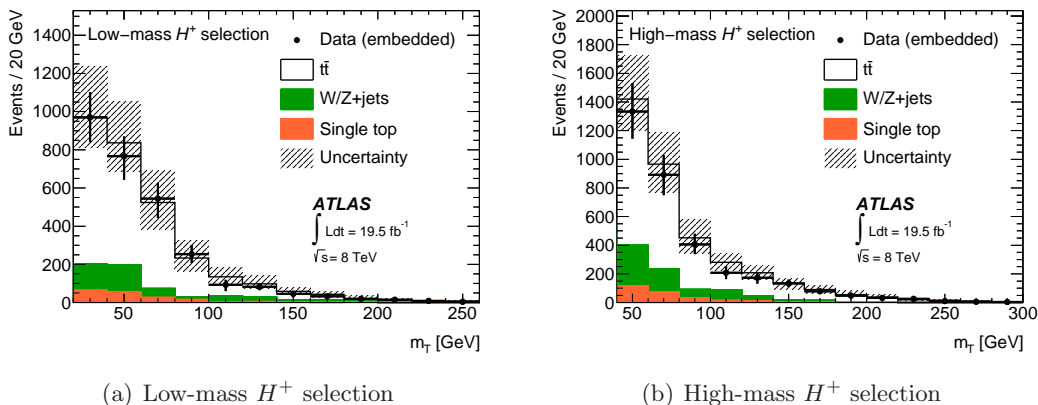 Low−mass H⁺ selection
Data (embedded)
tt̄
W/Z+jets
Single top
Uncertainty
ATLAS
∫ Ldt = 19.5 fb⁻¹
√s = 8 TeV
Events / 20 GeV
1400
1200
1000
800
600
400
200
0
50 100 150 200 250
m_T [GeV]
(a) Low-mass H⁺ selection
High−mass H⁺ selection
Data (embedded)
tt̄
W/Z+jets
Single top
Uncertainty
ATLAS
∫ Ldt = 19.5 fb⁻¹
√s = 8 TeV
Events / 20 GeV
2000
1800
1600
1400
1200
1000
800
600
400
200
0
50 100 150 200 250 300
m_T [GeV]
(b) High-mass H⁺ selection